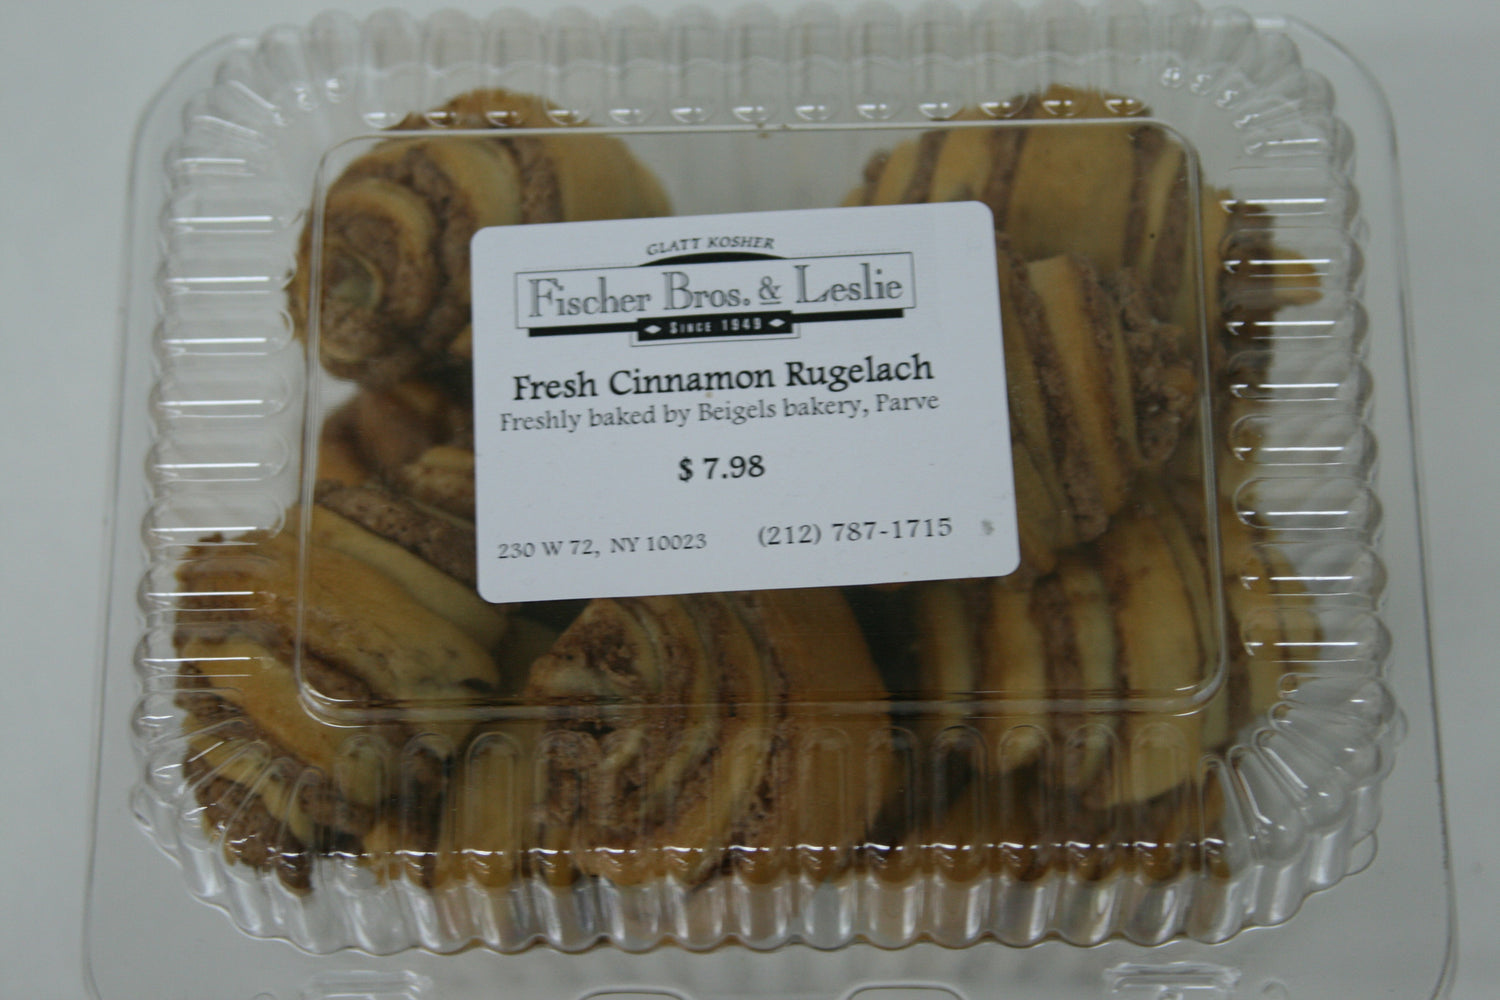 GLATT KOSHER
Fischer Bros. & Leslie
SINCE 1949
Fresh Cinnamon Rugelach
Freshly baked by Beigels bakery, Parve
$ 7.98
230 W 72, NY 10023 (212) 787-1715